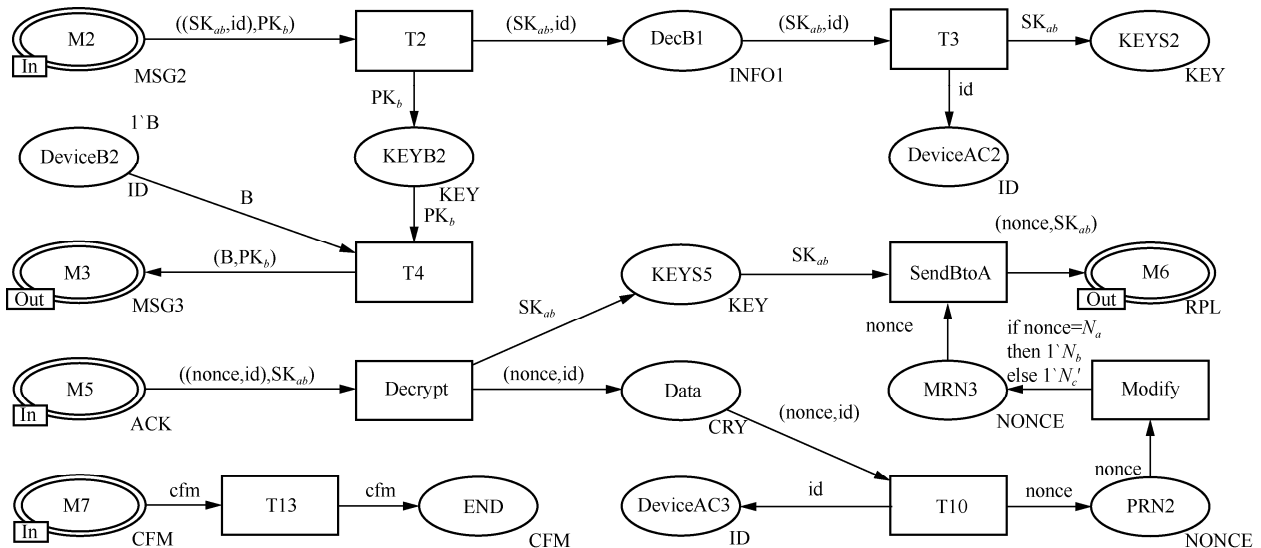 M2
In
MSG2
((SKab,id),PKb)
T2
(SKab,id)
DecB1
INFO1
(SKab,id)
T3
SKab
KEYS2
KEY
PKb
id
1`B
DeviceB2
ID
B
KEYB2
KEY
DeviceAC2
ID
PKb
M3
Out
MSG3
(B,PKb)
T4
SKab
KEYS5
KEY
SKab
SendBtoA
(nonce,SKab)
M6
Out
RPL
nonce
if nonce=Na
then 1`Nb
else 1`Nc'
M5
In
ACK
((nonce,id),SKab)
Decrypt
(nonce,id)
Data
CRY
(nonce,id)
MRN3
NONCE
Modify
nonce
M7
In
CFM
cfm
T13
cfm
END
CFM
DeviceAC3
ID
id
T10
nonce
PRN2
NONCE